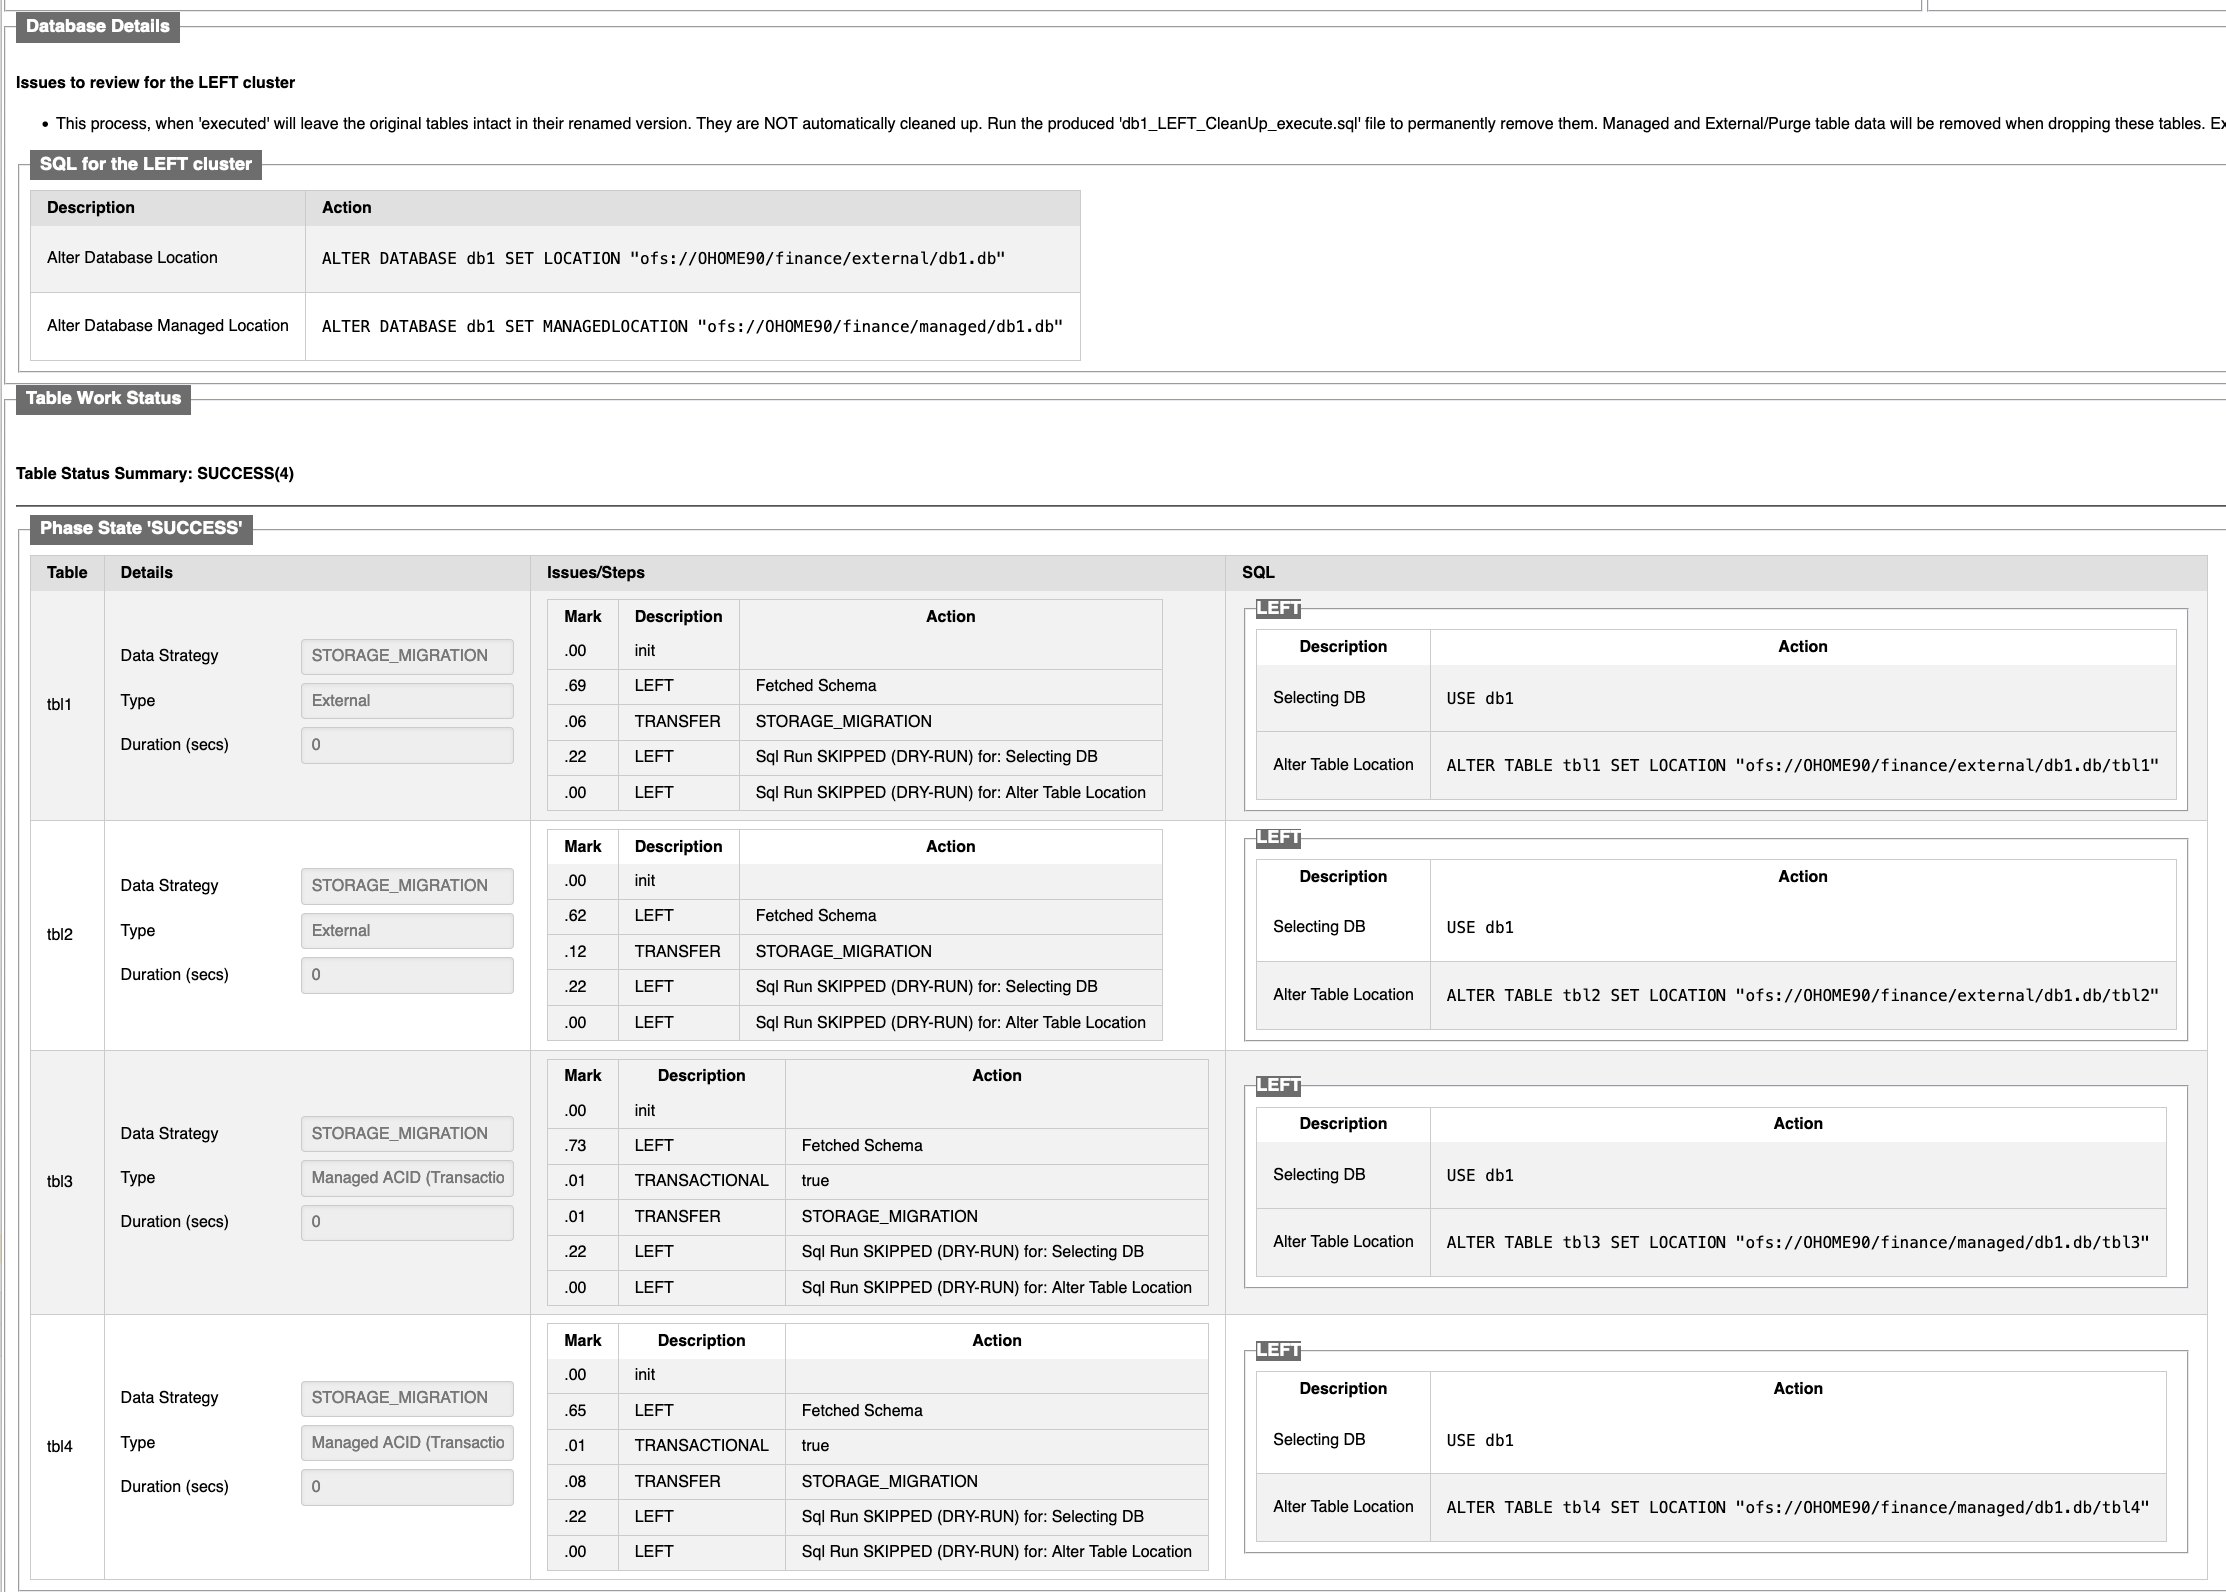 Database Details
Issues to review for the LEFT cluster
• This process, when 'executed' will leave the original tables intact in their renamed version. They are NOT automatically cleaned up. Run the produced 'db1_LEFT_CleanUp_execute.sql' file to permanently remove them. Managed and External/Purge table data will be removed when dropping these tables. Ex
SQL for the LEFT cluster
Description Action
Alter Database Location ALTER DATABASE db1 SET LOCATION "ofs://OHOME90/finance/external/db1.db"
Alter Database Managed Location ALTER DATABASE db1 SET MANAGEDLOCATION "ofs://OHOME90/finance/managed/db1.db"
Table Work Status
Table Status Summary: SUCCESS(4)
Phase State 'SUCCESS'
Table Details Issues/Steps SQL
tbl1
Data Strategy STORAGE_MIGRATION
Type External
Duration (secs) 0
Mark Description Action
.00 init
.69 LEFT Fetched Schema
.06 TRANSFER STORAGE_MIGRATION
.22 LEFT Sql Run SKIPPED (DRY-RUN) for: Selecting DB
.00 LEFT Sql Run SKIPPED (DRY-RUN) for: Alter Table Location
LEFT
Description Action
Selecting DB USE db1
Alter Table Location ALTER TABLE tbl1 SET LOCATION "ofs://OHOME90/finance/external/db1.db/tbl1"
tbl2
Data Strategy STORAGE_MIGRATION
Type External
Duration (secs) 0
Mark Description Action
.00 init
.62 LEFT Fetched Schema
.12 TRANSFER STORAGE_MIGRATION
.22 LEFT Sql Run SKIPPED (DRY-RUN) for: Selecting DB
.00 LEFT Sql Run SKIPPED (DRY-RUN) for: Alter Table Location
LEFT
Description Action
Selecting DB USE db1
Alter Table Location ALTER TABLE tbl2 SET LOCATION "ofs://OHOME90/finance/external/db1.db/tbl2"
tbl3
Data Strategy STORAGE_MIGRATION
Type Managed ACID (Transactio
Duration (secs) 0
Mark Description Action
.00 init
.73 LEFT Fetched Schema
.01 TRANSACTIONAL true
.01 TRANSFER STORAGE_MIGRATION
.22 LEFT Sql Run SKIPPED (DRY-RUN) for: Selecting DB
.00 LEFT Sql Run SKIPPED (DRY-RUN) for: Alter Table Location
LEFT
Description Action
Selecting DB USE db1
Alter Table Location ALTER TABLE tbl3 SET LOCATION "ofs://OHOME90/finance/managed/db1.db/tbl3"
tbl4
Data Strategy STORAGE_MIGRATION
Type Managed ACID (Transactio
Duration (secs) 0
Mark Description Action
.00 init
.65 LEFT Fetched Schema
.01 TRANSACTIONAL true
.08 TRANSFER STORAGE_MIGRATION
.22 LEFT Sql Run SKIPPED (DRY-RUN) for: Selecting DB
.00 LEFT Sql Run SKIPPED (DRY-RUN) for: Alter Table Location
LEFT
Description Action
Selecting DB USE db1
Alter Table Location ALTER TABLE tbl4 SET LOCATION "ofs://OHOME90/finance/managed/db1.db/tbl4"